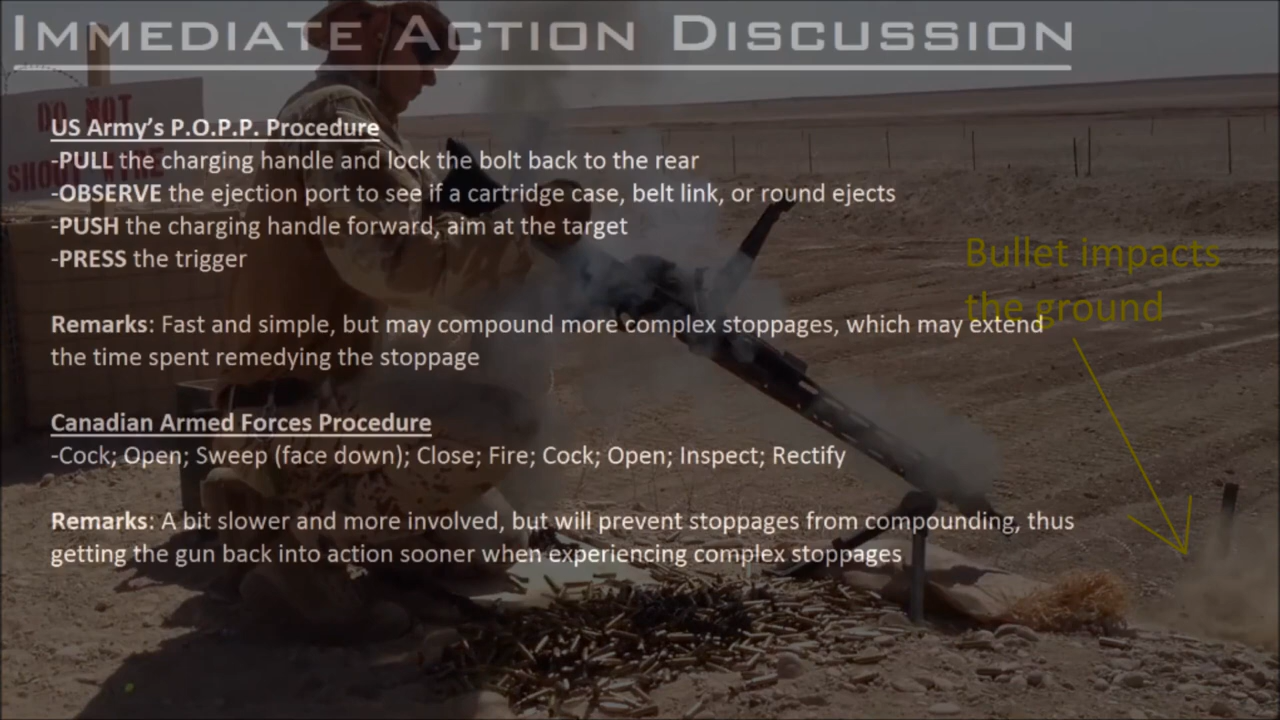 IMMEDIATE ACTION DISCUSSION
DO NOT
SHOOT WIRE
US Army's P.O.P.P. Procedure
-PULL the charging handle and lock the bolt back to the rear
-OBSERVE the ejection port to see if a cartridge case, belt link, or round ejects
-PUSH the charging handle forward, aim at the target
-PRESS the trigger
Bullet impacts
the ground
Remarks: Fast and simple, but may compound more complex stoppages, which may extend
the time spent remedying the stoppage
Canadian Armed Forces Procedure
-Cock; Open; Sweep (face down); Close; Fire; Cock; Open; Inspect; Rectify
Remarks: A bit slower and more involved, but will prevent stoppages from compounding, thus
getting the gun back into action sooner when experiencing complex stoppages